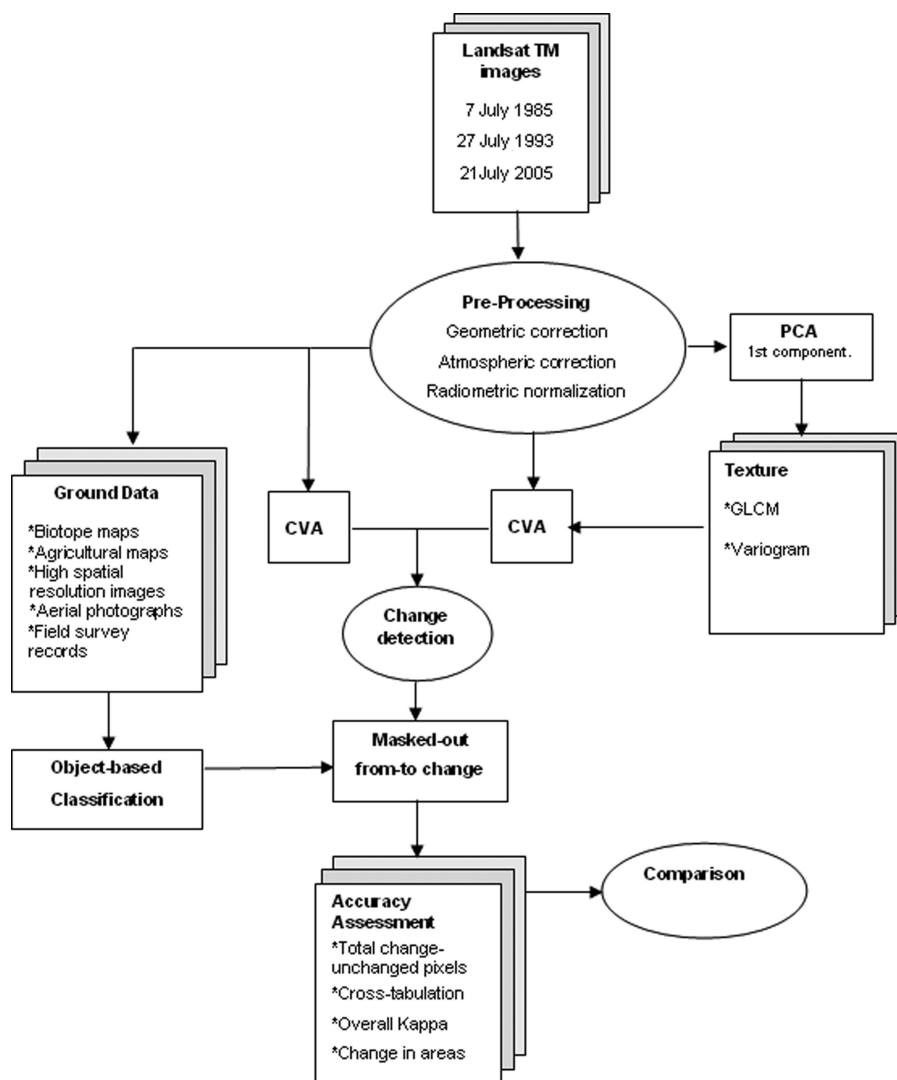 Landsat TM
images
7 July 1985
27 July 1993
21July 2005
Pre-Processing
Geometric correction
Atmospheric correction
Radiometric normalization
PCA
1st component.
Ground Data
*Biotope maps
*Agricultural maps
*High spatial
resolution images
*Aerial photographs
*Field survey
records
CVA
CVA
Texture
*GLCM
*Variogram
Change
detection
Object-based
Classification
Masked-out
from-to change
Accuracy
Assessment
*Total change-
unchanged pixels
*Cross-tabulation
*Overall Kappa
*Change in areas
Comparison